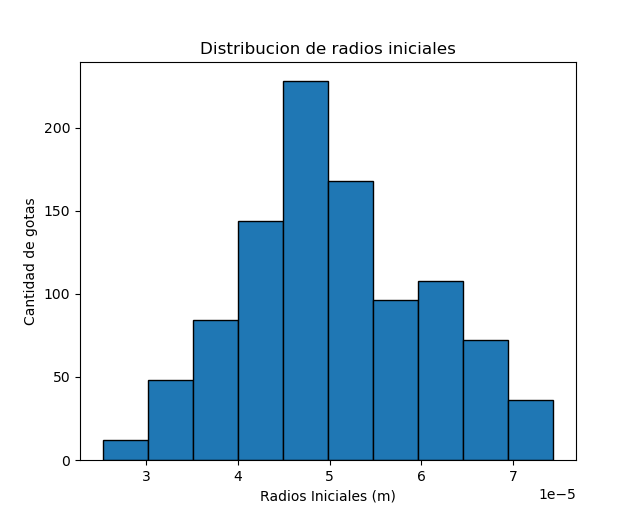 Distribucion de radios iniciales
200
150
100
50
0
Cantidad de gotas
3 4 5 6 7
1e−5
Radios Iniciales (m)